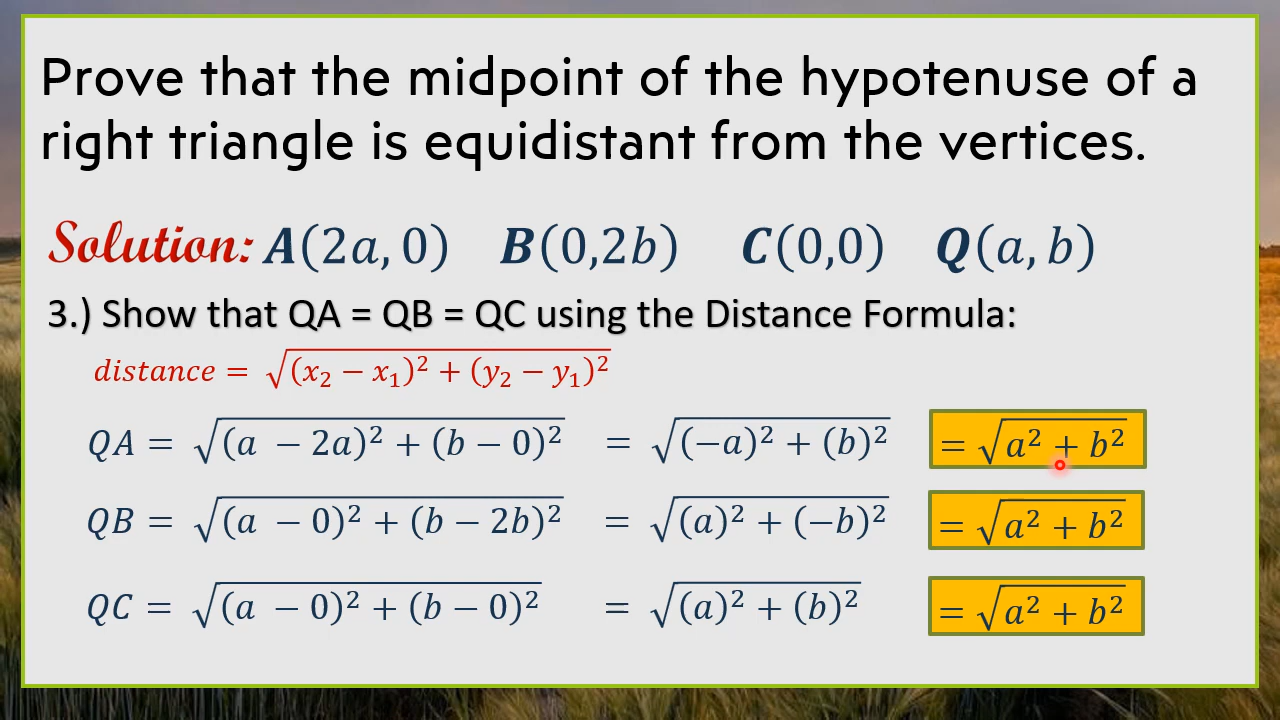 Prove that the midpoint of the hypotenuse of a
right triangle is equidistant from the vertices.
Solution: A(2a, 0) B(0,2b) C(0,0) Q(a, b)
3.) Show that QA = QB = QC using the Distance Formula:
distance = √((x₂ − x₁)² + (y₂ − y₁)²)
QA = √((a − 2a)² + (b − 0)²) = √((−a)² + (b)²) = √(a² + b²)
QB = √((a − 0)² + (b − 2b)²) = √((a)² + (−b)²) = √(a² + b²)
QC = √((a − 0)² + (b − 0)²) = √((a)² + (b)²) = √(a² + b²)